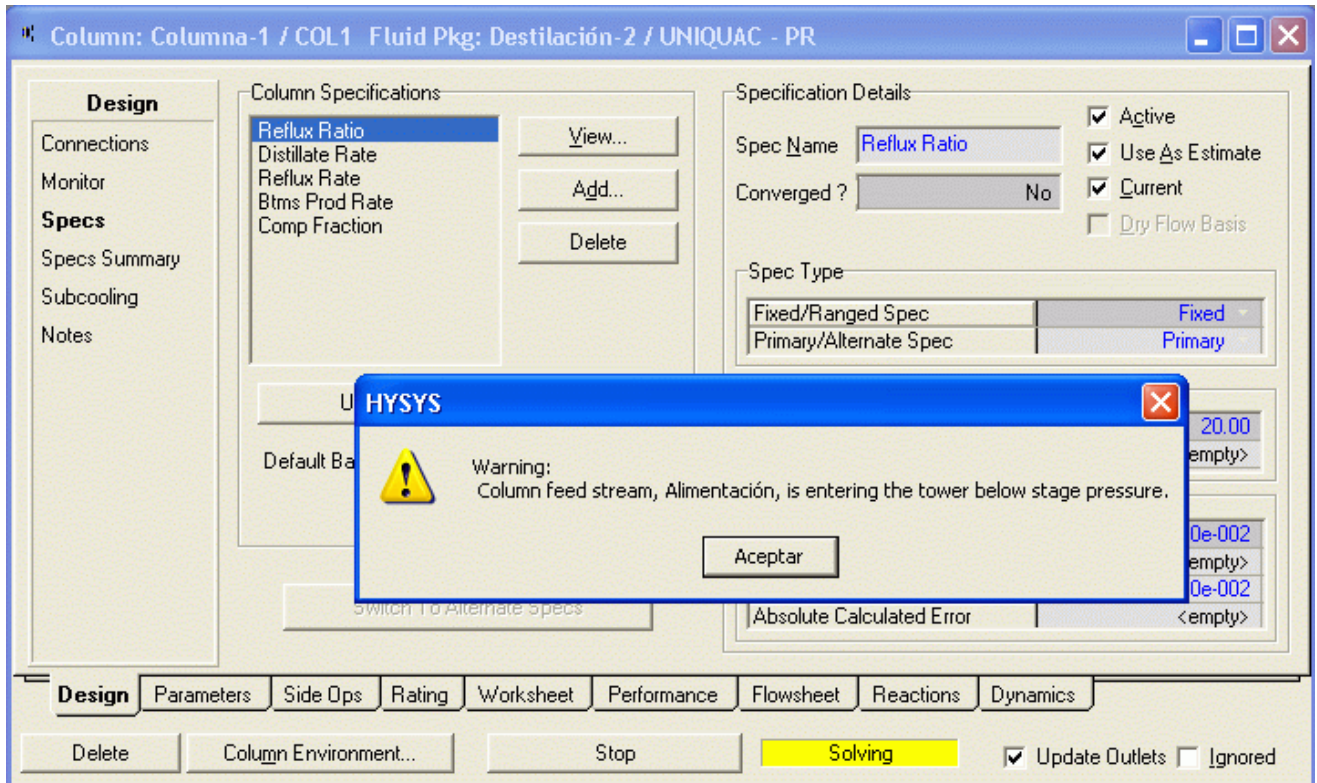 Column: Columna-1 / COL1 Fluid Pkg: Destilación-2 / UNIQUAC - PR
Design
Connections
Monitor
Specs
Specs Summary
Subcooling
Notes
Column Specifications
Reflux Ratio
Distillate Rate
Reflux Rate
Btms Prod Rate
Comp Fraction
View...
Add...
Delete
U
Default Ba
Switch To Alternate Specs
Specification Details
Spec Name Reflux Ratio
Converged ? No
Active
Use As Estimate
Current
Dry Flow Basis
Spec Type
Fixed/Ranged Spec Fixed
Primary/Alternate Spec Primary
20.00
empty>
0e-002
empty>
0e-002
Absolute Calculated Error <empty>
HYSYS
Warning:
Column feed stream, Alimentación, is entering the tower below stage pressure.
Aceptar
Design Parameters Side Ops Rating Worksheet Performance Flowsheet Reactions Dynamics
Delete Column Environment... Stop Solving Update Outlets Ignored